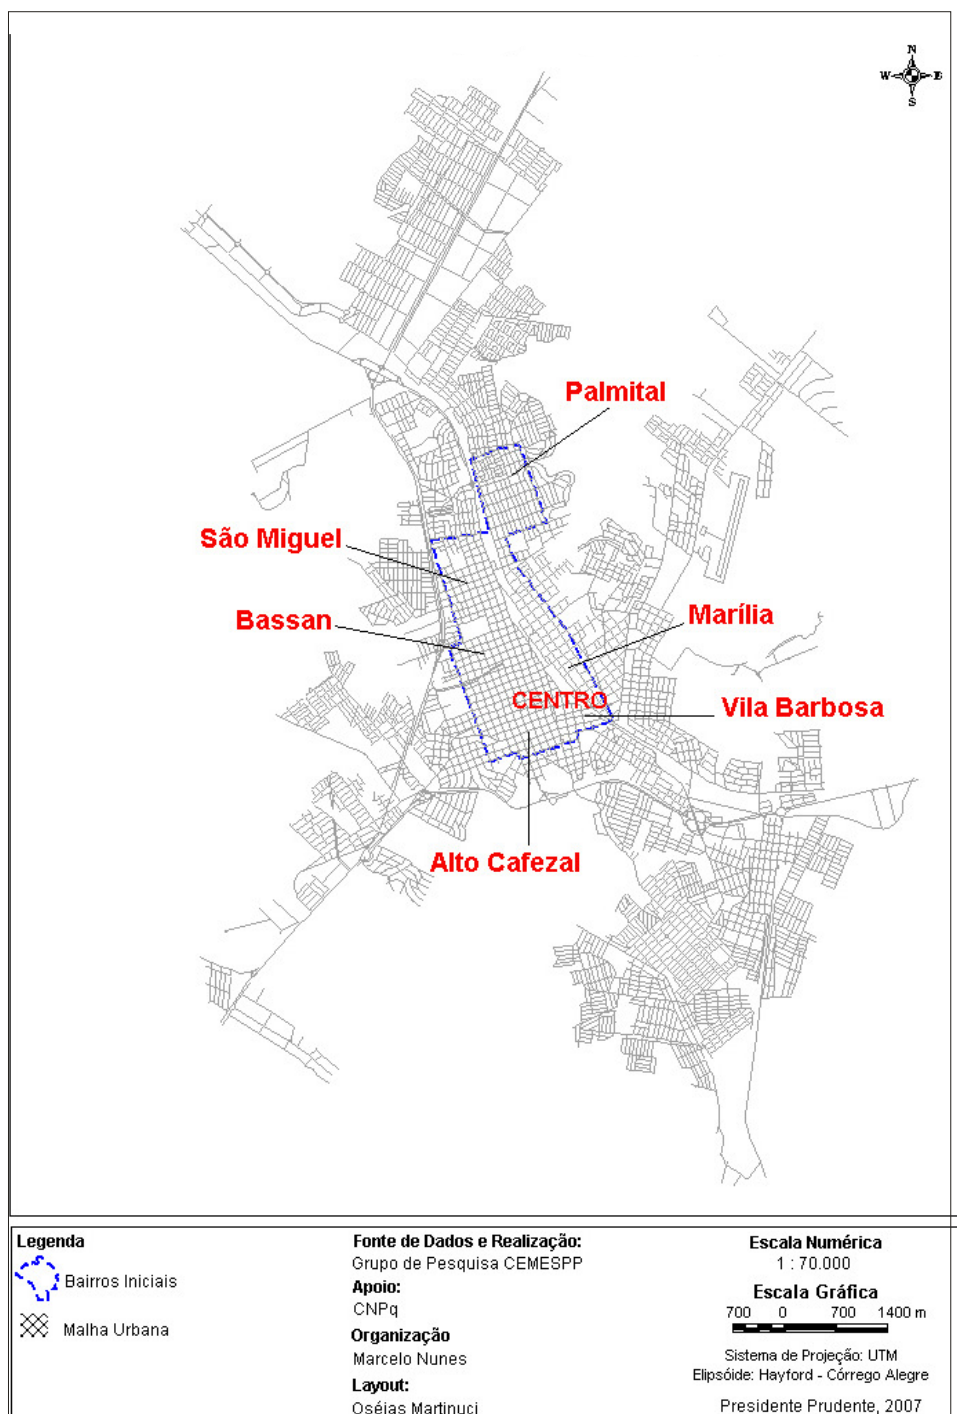 N
W E
S
Palmital
São Miguel
Bassan
Marília
CENTRO
Vila Barbosa
Alto Cafezal
Legenda
Bairros Iniciais
Malha Urbana
Fonte de Dados e Realização:
Grupo de Pesquisa CEMESPP
Apoio:
CNPq
Organização
Marcelo Nunes
Layout:
Oséias Martinuci
Escala Numérica
1 : 70.000
Escala Gráfica
700 0 700 1400 m
Sistema de Projeção: UTM
Elipsóide: Hayford - Córrego Alegre
Presidente Prudente, 2007